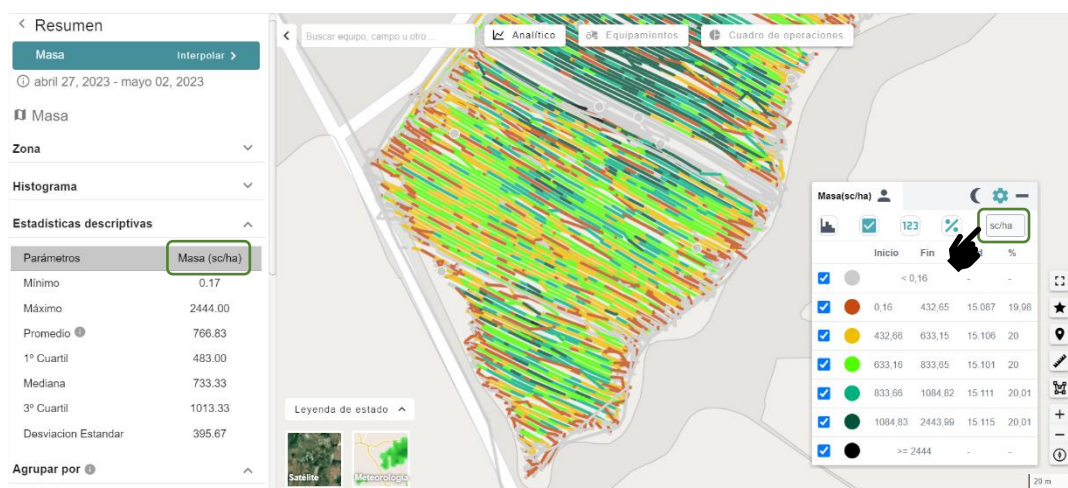 Resumen
Masa Interpolar >
abril 27, 2023 - mayo 02, 2023
Masa
Zona
Histograma
Estadísticas descriptivas
Parámetros Masa (sc/ha)
Mínimo 0.17
Máximo 2444.00
Promedio 766.83
1º Cuartil 483.00
Mediana 733.33
3º Cuartil 1013.33
Desviacion Estandar 395.67
Agrupar por
Buscar equipo, campo u otro...
Analítico
Equipamientos
Cuadro de operaciones
Leyenda de estado
Satélite
Meteorología
Masa(sc/ha)
123 % sc/ha
Inicio Fin %
< 0,16 - -
0,16 432,65 15.087 19,98
432,66 633,15 15.106 20
633,16 833,65 15.101 20
833,66 1084,82 15.111 20,01
1084,83 2443,99 15.115 20,01
>= 2444 - -
20 m